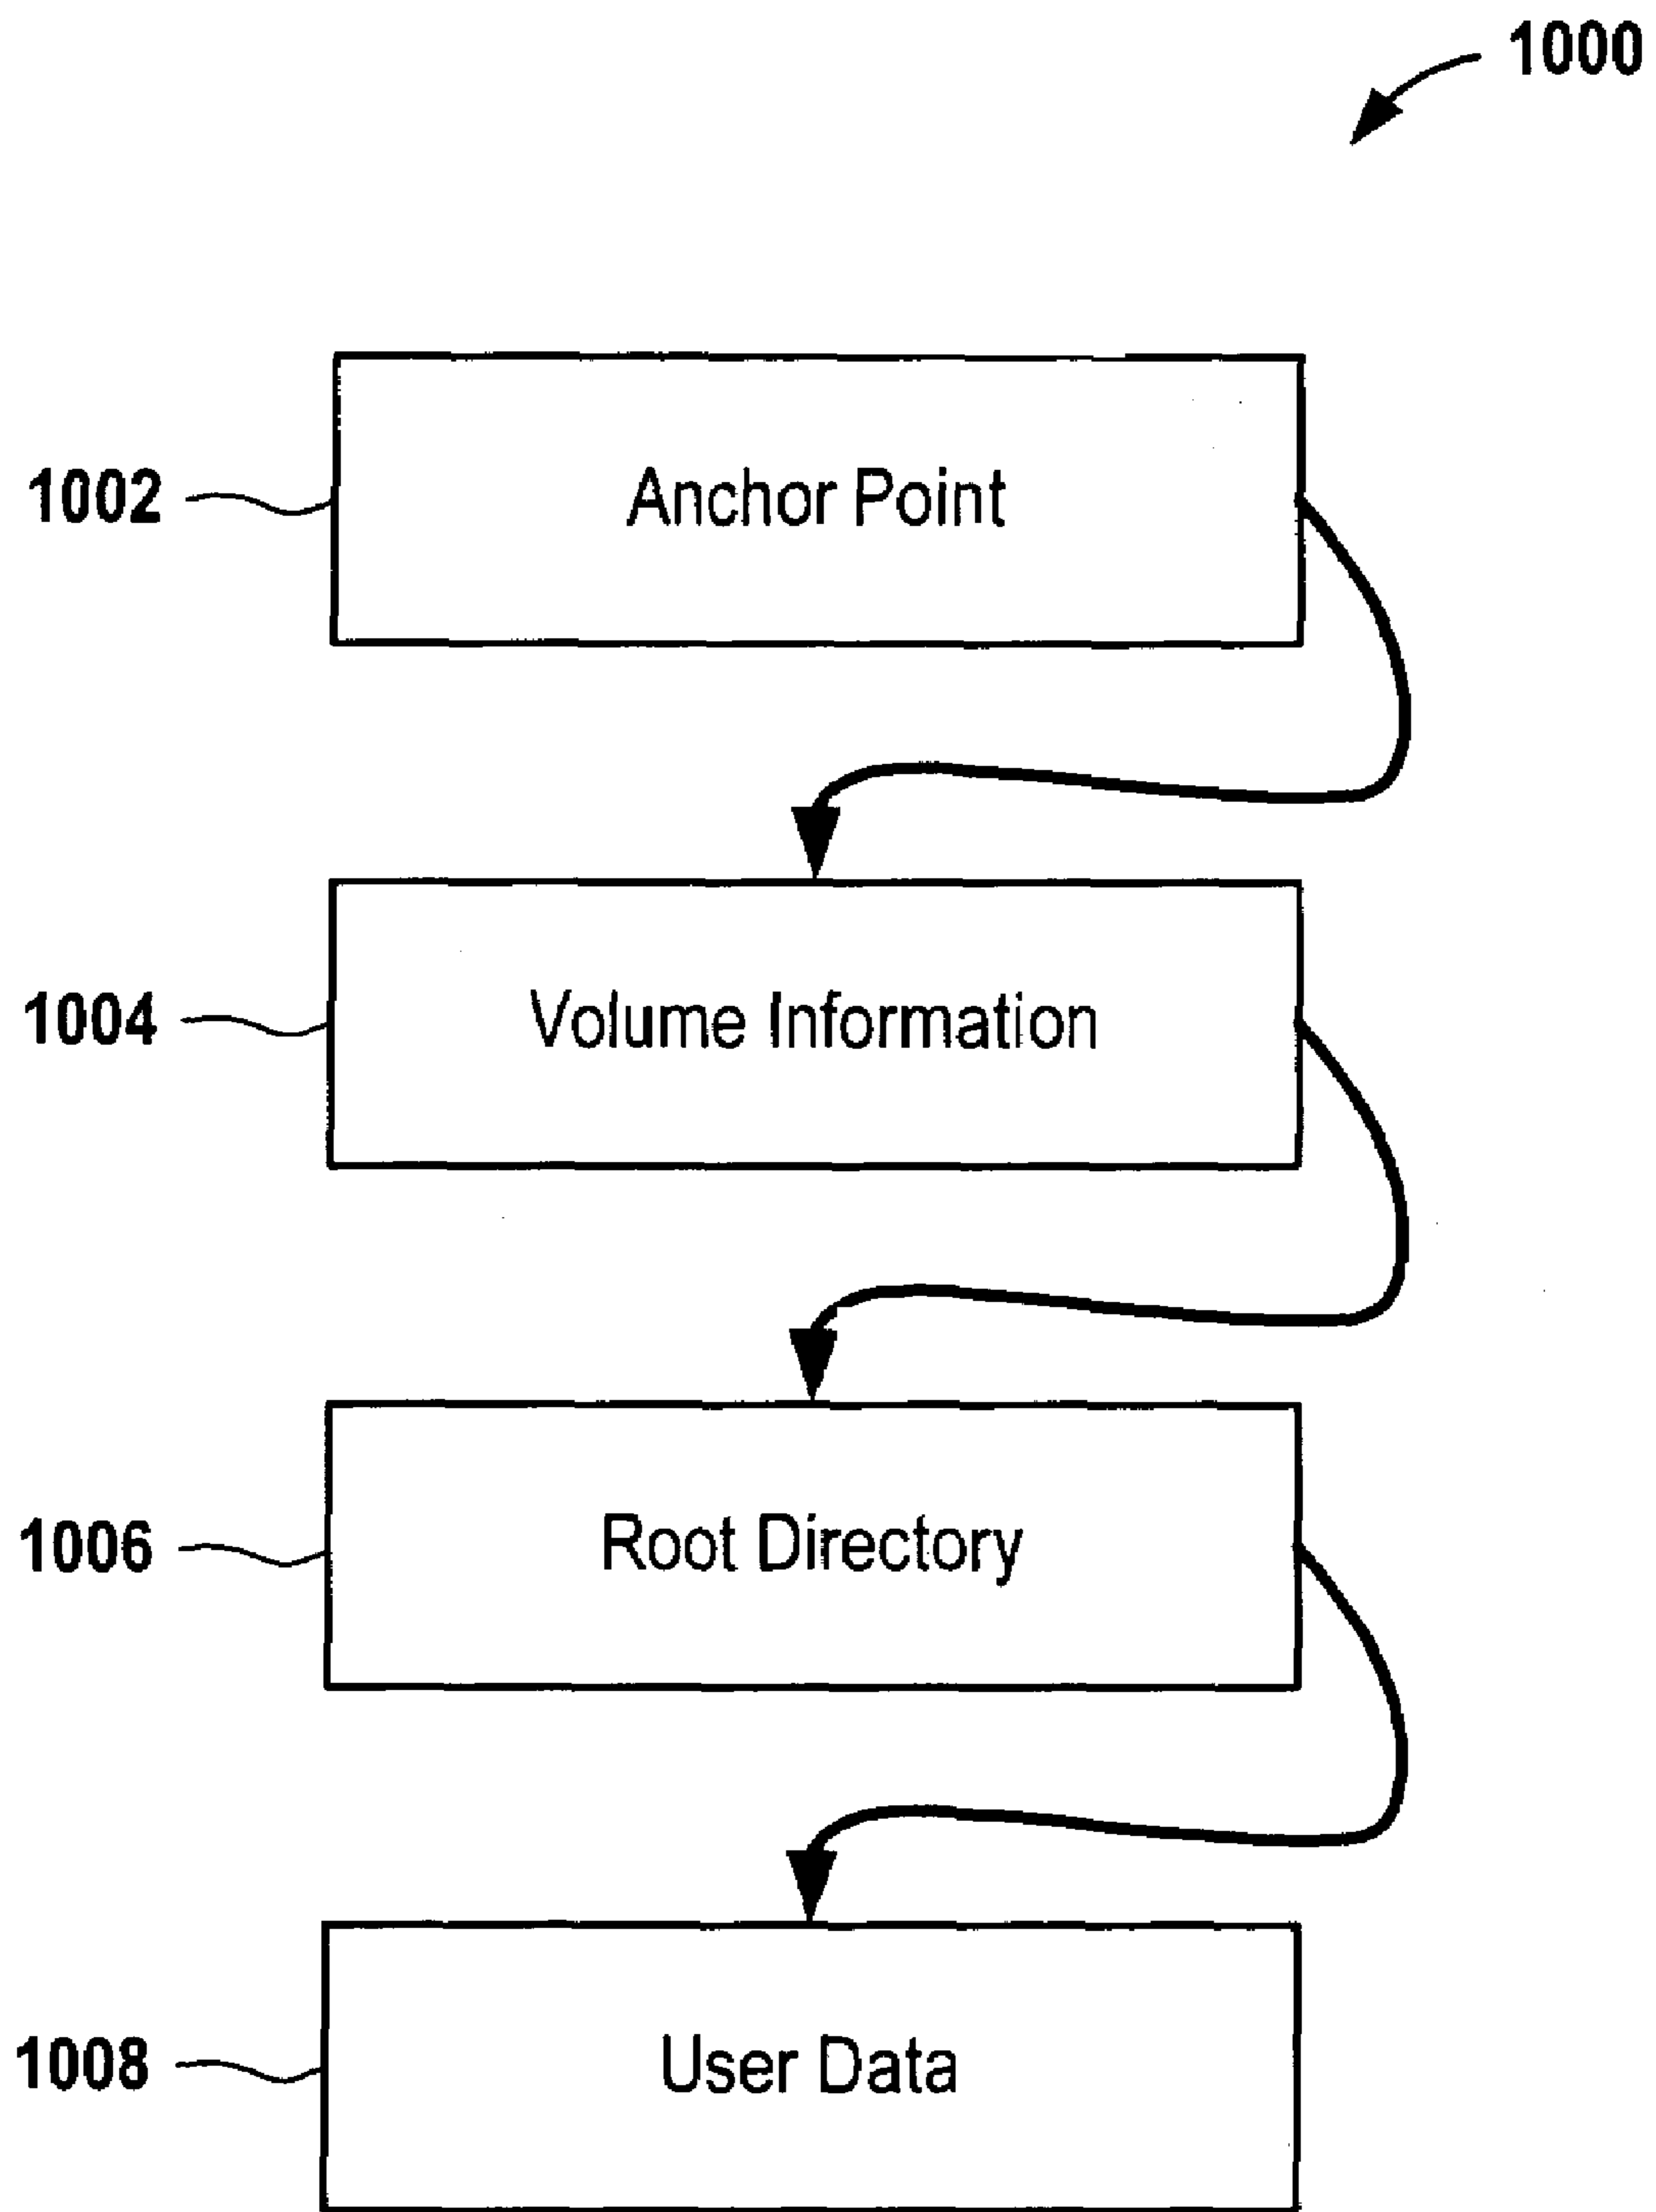 1000
1002 Anchor Point
1004 Volume Information
1006 Root Directory
1008 User Data